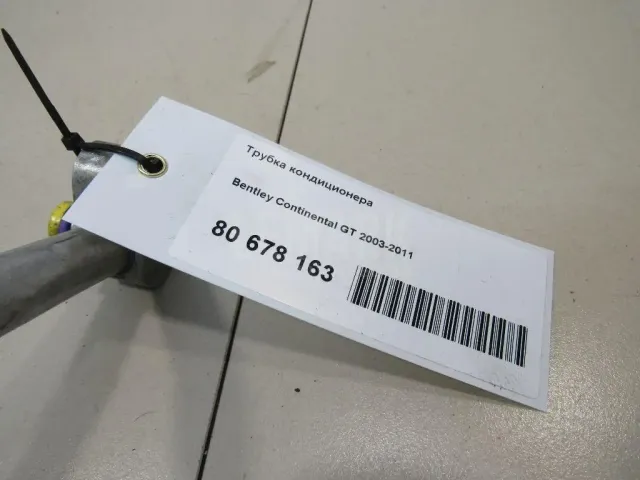 Трубка кондиционера
Bentley Continental GT 2003-2011
80 678 163